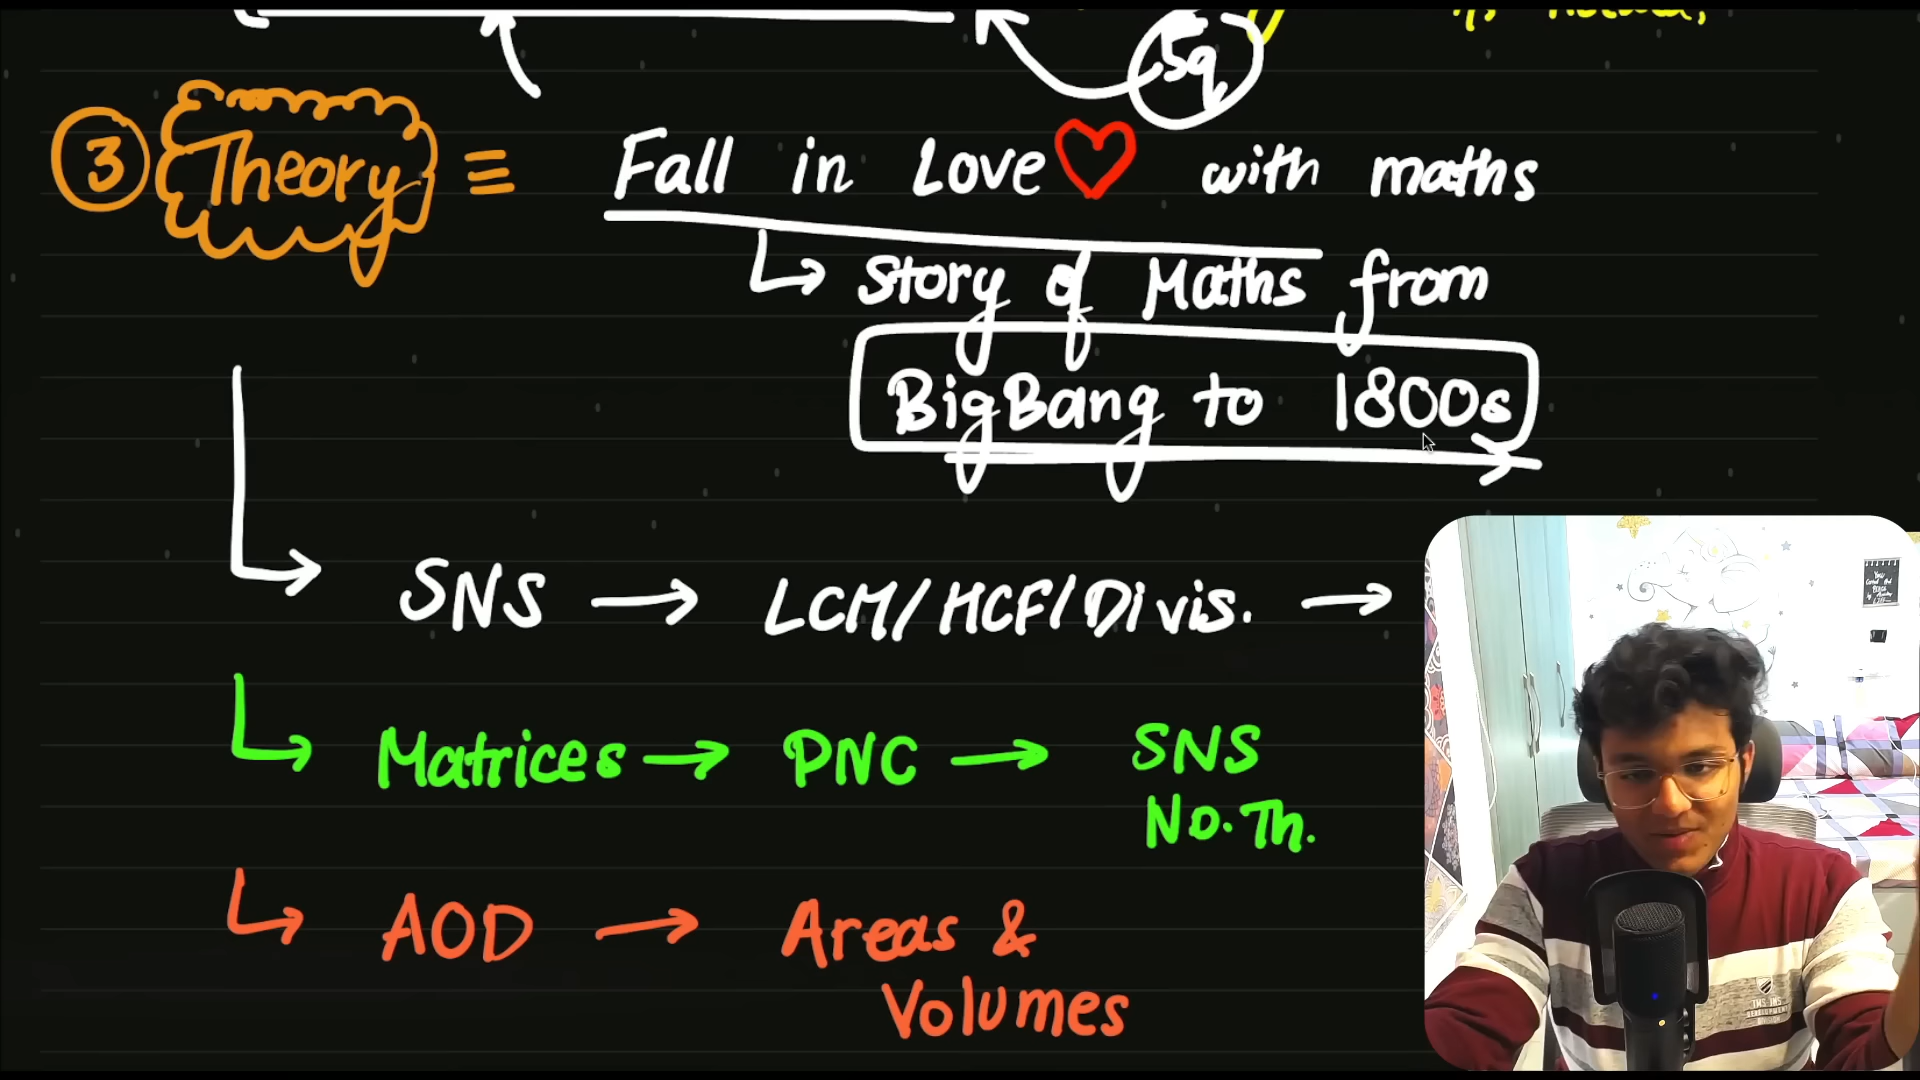 5q
③ Theory ≡ Fall in Love ❤ with maths
↳ Story of Maths from
BigBang to 1800s
↳ SNS → LCM/HCF/Divis. →
↳ Matrices → PNC → SNS
No.Th.
↳ AOD → Areas &
Volumes